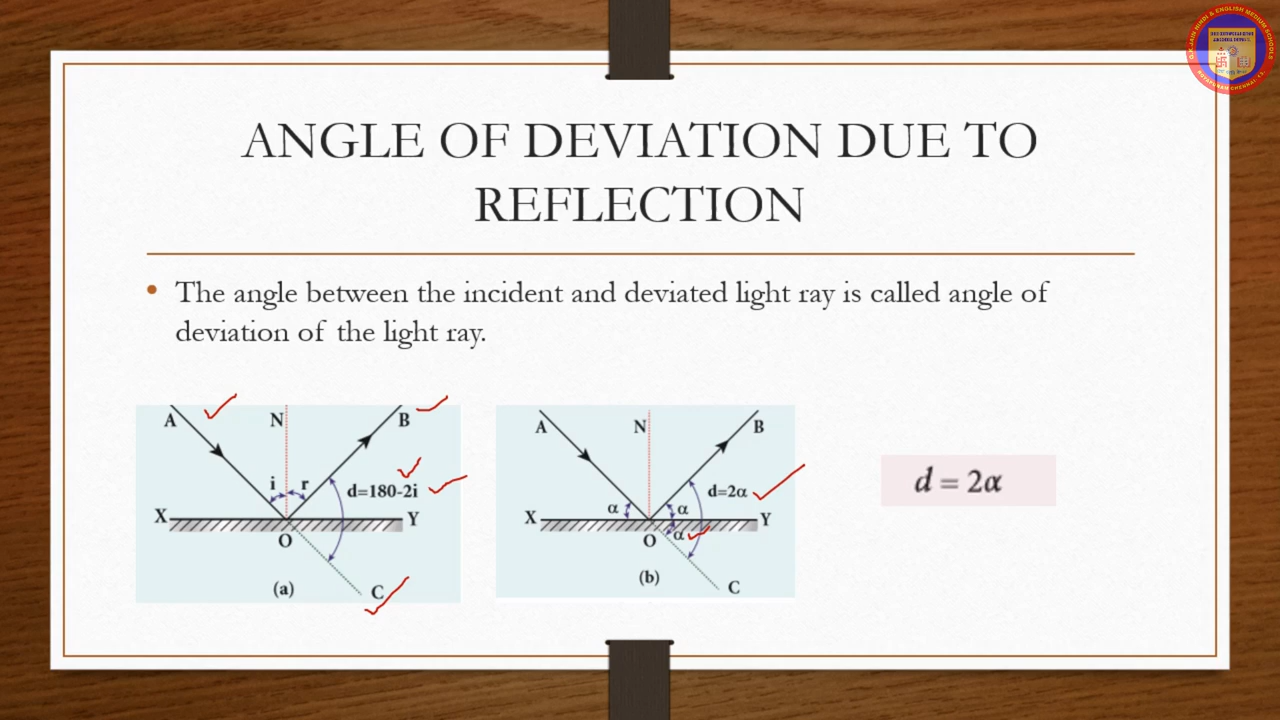 ANGLE OF DEVIATION DUE TO
REFLECTION
• The angle between the incident and deviated light ray is called angle of
deviation of the light ray.
A N B
i r
d=180-2i
X Y
O
(a) C
A N B
d=2α
α α
X Y
O α
(b) C
d = 2α